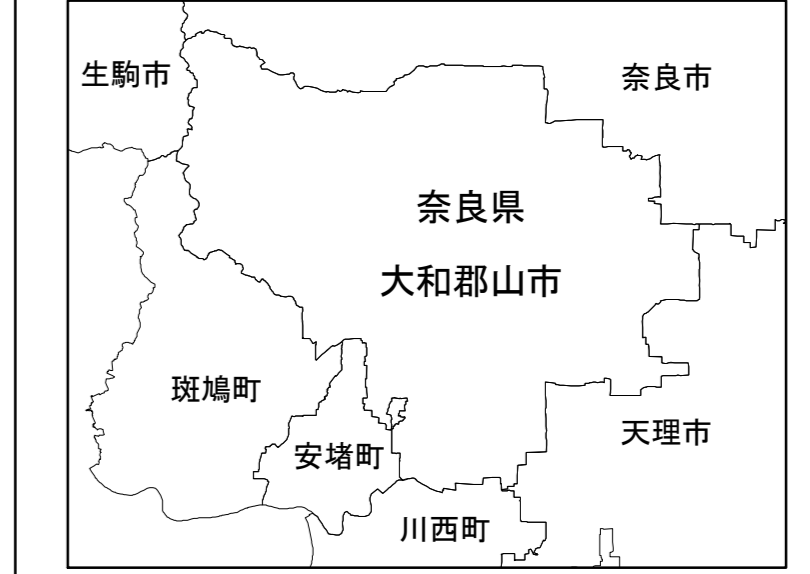 生駒市
奈良市
奈良県
大和郡山市
斑鳩町
天理市
安堵町
川西町